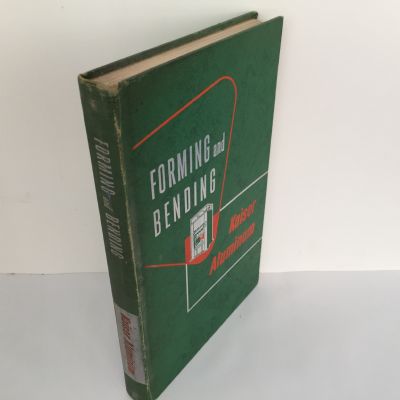 FORMING and
BENDING
Kaiser
Aluminum
FORMING and BENDING
Kaiser Aluminum